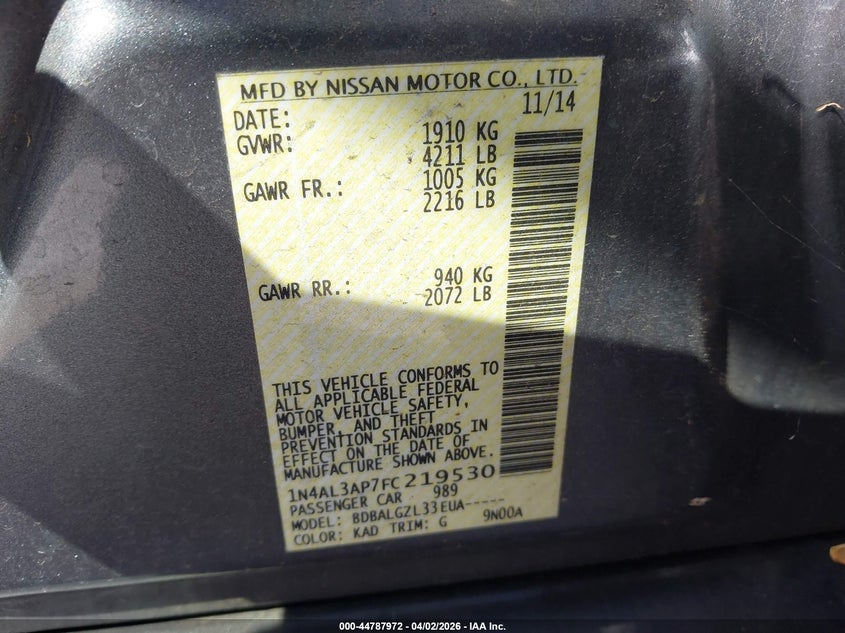 MFD BY NISSAN MOTOR CO., LTD.
DATE: 11/14
GVWR: 1910 KG
4211 LB
GAWR FR.: 1005 KG
2216 LB
GAWR RR.: 940 KG
2072 LB
THIS VEHICLE CONFORMS TO
ALL APPLICABLE FEDERAL
MOTOR VEHICLE SAFETY,
BUMPER, AND THEFT
PREVENTION STANDARDS IN
EFFECT ON THE DATE OF
MANUFACTURE SHOWN ABOVE.
1N4AL3AP7FC219530
PASSENGER CAR 989
MODEL: BDBALGZL33EUA-----
COLOR: KAD TRIM: G 9N00A
000-44787972 - 04/02/2026 - IAA Inc.